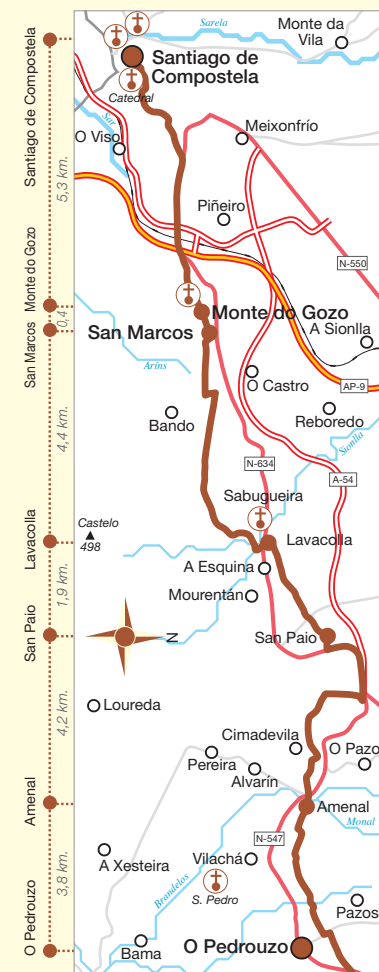 Santiago de Compostela
5,3 km.
Monte do Gozo
0,4
San Marcos
4,4 km.
Lavacolla
1,9 km.
San Paio
4,2 km.
Amenal
3,8 km.
O Pedrouzo
Sarela
Monte da
Vila
Santiago de
Compostela
Catedral
Sar
O Viso
Meixonfrío
Piñeiro
N-550
Monte do Gozo
San Marcos
A Sionlla
Aríns
O Castro
AP-9
Bando
Reboredo
Sionlla
N-634
A-54
Sabugueira
Castelo
498
Lavacolla
A Esquina
Mourentán
N
San Paio
Loureda
Cimadevila
O Pazo
Pereira
Alvarín
Amenal
Monal
N-547
A Xesteira
Vilachá
Brandelos
S. Pedro
Pazos
Bama
O Pedrouzo